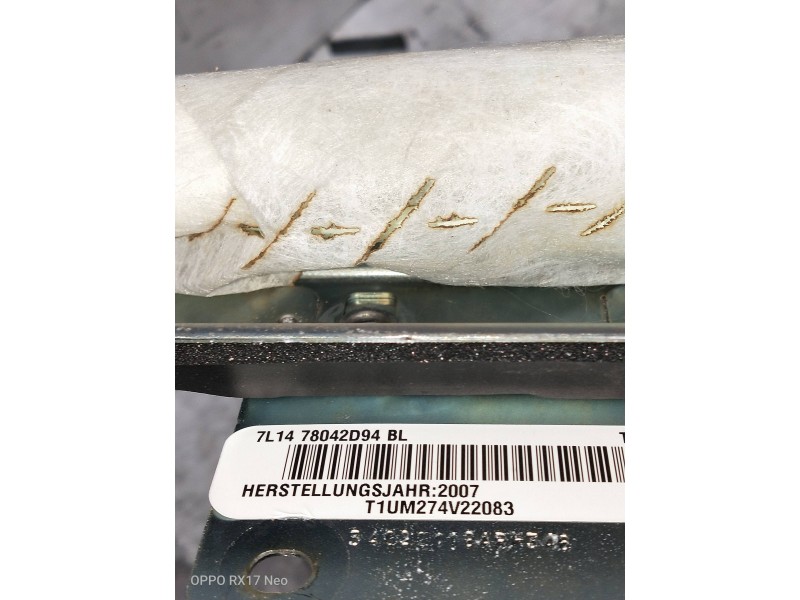 7L14 78042D94 BL T
HERSTELLUNGSJAHR:2007
T1UM274V22083
OPPO RX17 Neo